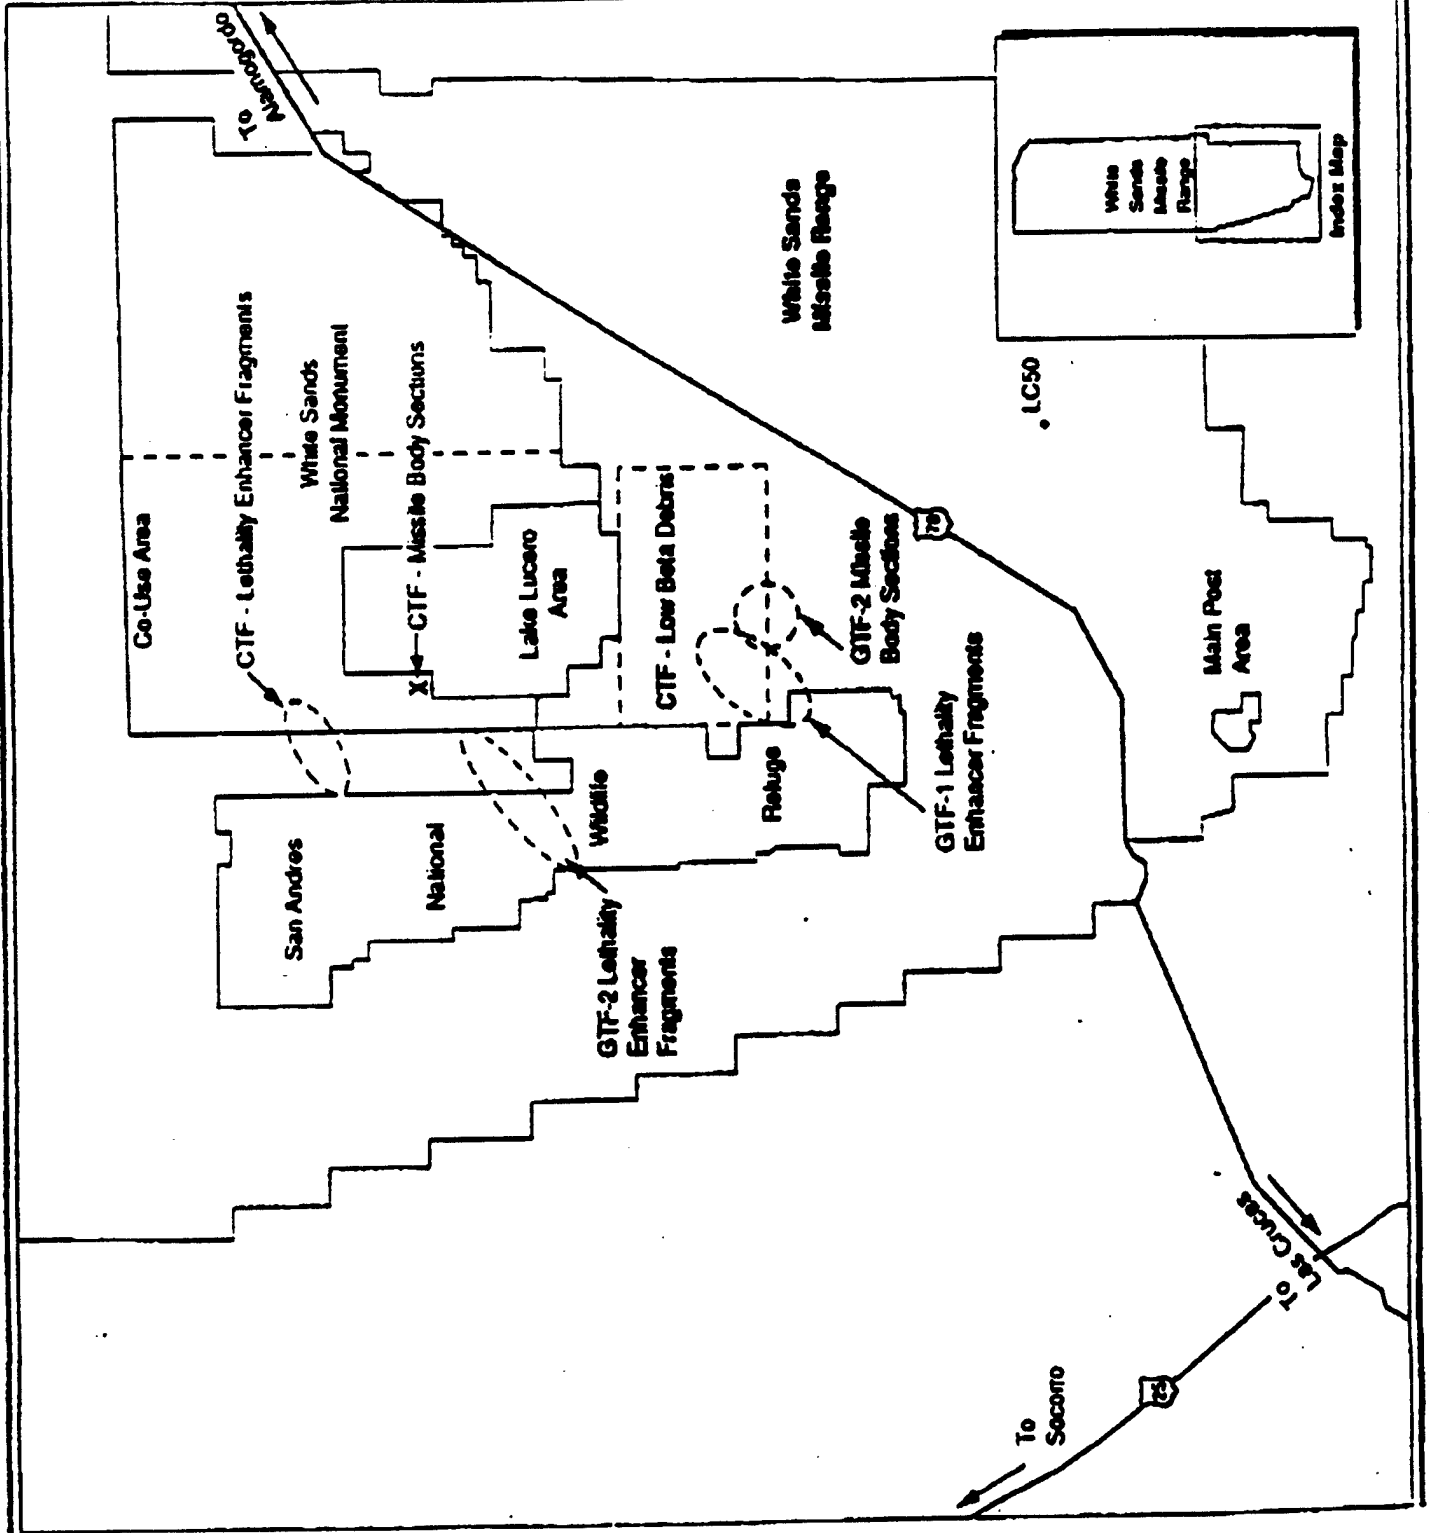 To
Socorro
25
To
Las Cruces
San Andres
National
Wildlife
Refuge
GTF-2 Lethality
Enhancer
Fragments
GTF-1 Lethality
Enhaecer Fragments
Co-Use Area
CTF - Lethality Enhancer Fragments
White Sands
National Monument
X
CTF - Missile Body Sections
Lake Lucero
Area
CTF - Low Beta Debris
X
GTF-2 Missile
Body Sections
70
Main Post
Area
LC50
White Sands
Missile Range
To
Alamogordo
White
Sands
Missile
Range
Index Map